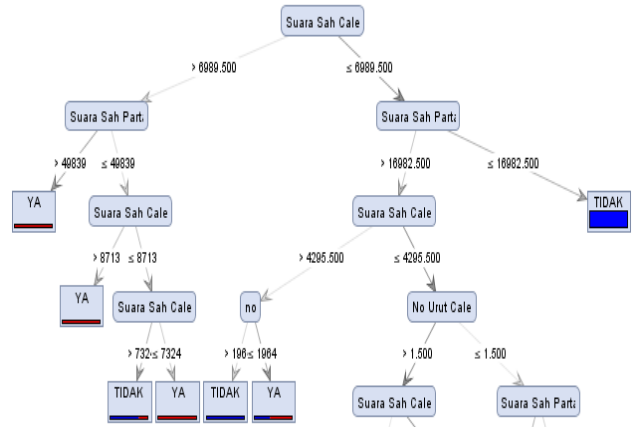 Suara Sah Cale
> 6989.500 ≤ 6989.500
Suara Sah Parta Suara Sah Parta
> 49839 ≤ 49839 > 16982.500 ≤ 16982.500
YA Suara Sah Cale Suara Sah Cale TIDAK
> 8713 ≤ 8713 > 4295.500 ≤ 4295.500
YA Suara Sah Cale no No Urut Cale
> 732 ≤ 7324 > 196 ≤ 1964 > 1.500 ≤ 1.500
TIDAK YA TIDAK YA Suara Sah Cale Suara Sah Parta